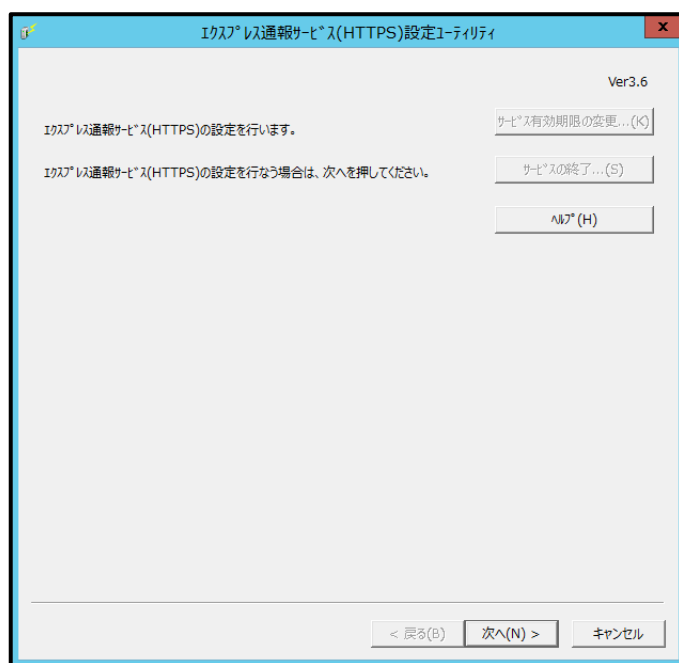 ｴｸｽﾌﾟﾚｽ通報ｻｰﾋﾞｽ(HTTPS)設定ﾕｰﾃｨﾘﾃｨ
x
Ver3.6
ｻｰﾋﾞｽ有効期限の変更...(K)
ｴｸｽﾌﾟﾚｽ通報ｻｰﾋﾞｽ(HTTPS)の設定を行います。
ｴｸｽﾌﾟﾚｽ通報ｻｰﾋﾞｽ(HTTPS)の設定を行なう場合は、次へを押してください。
ｻｰﾋﾞｽの終了...(S)
ﾍﾙﾌﾟ(H)
< 戻る(B)
次へ(N) >
キャンセル